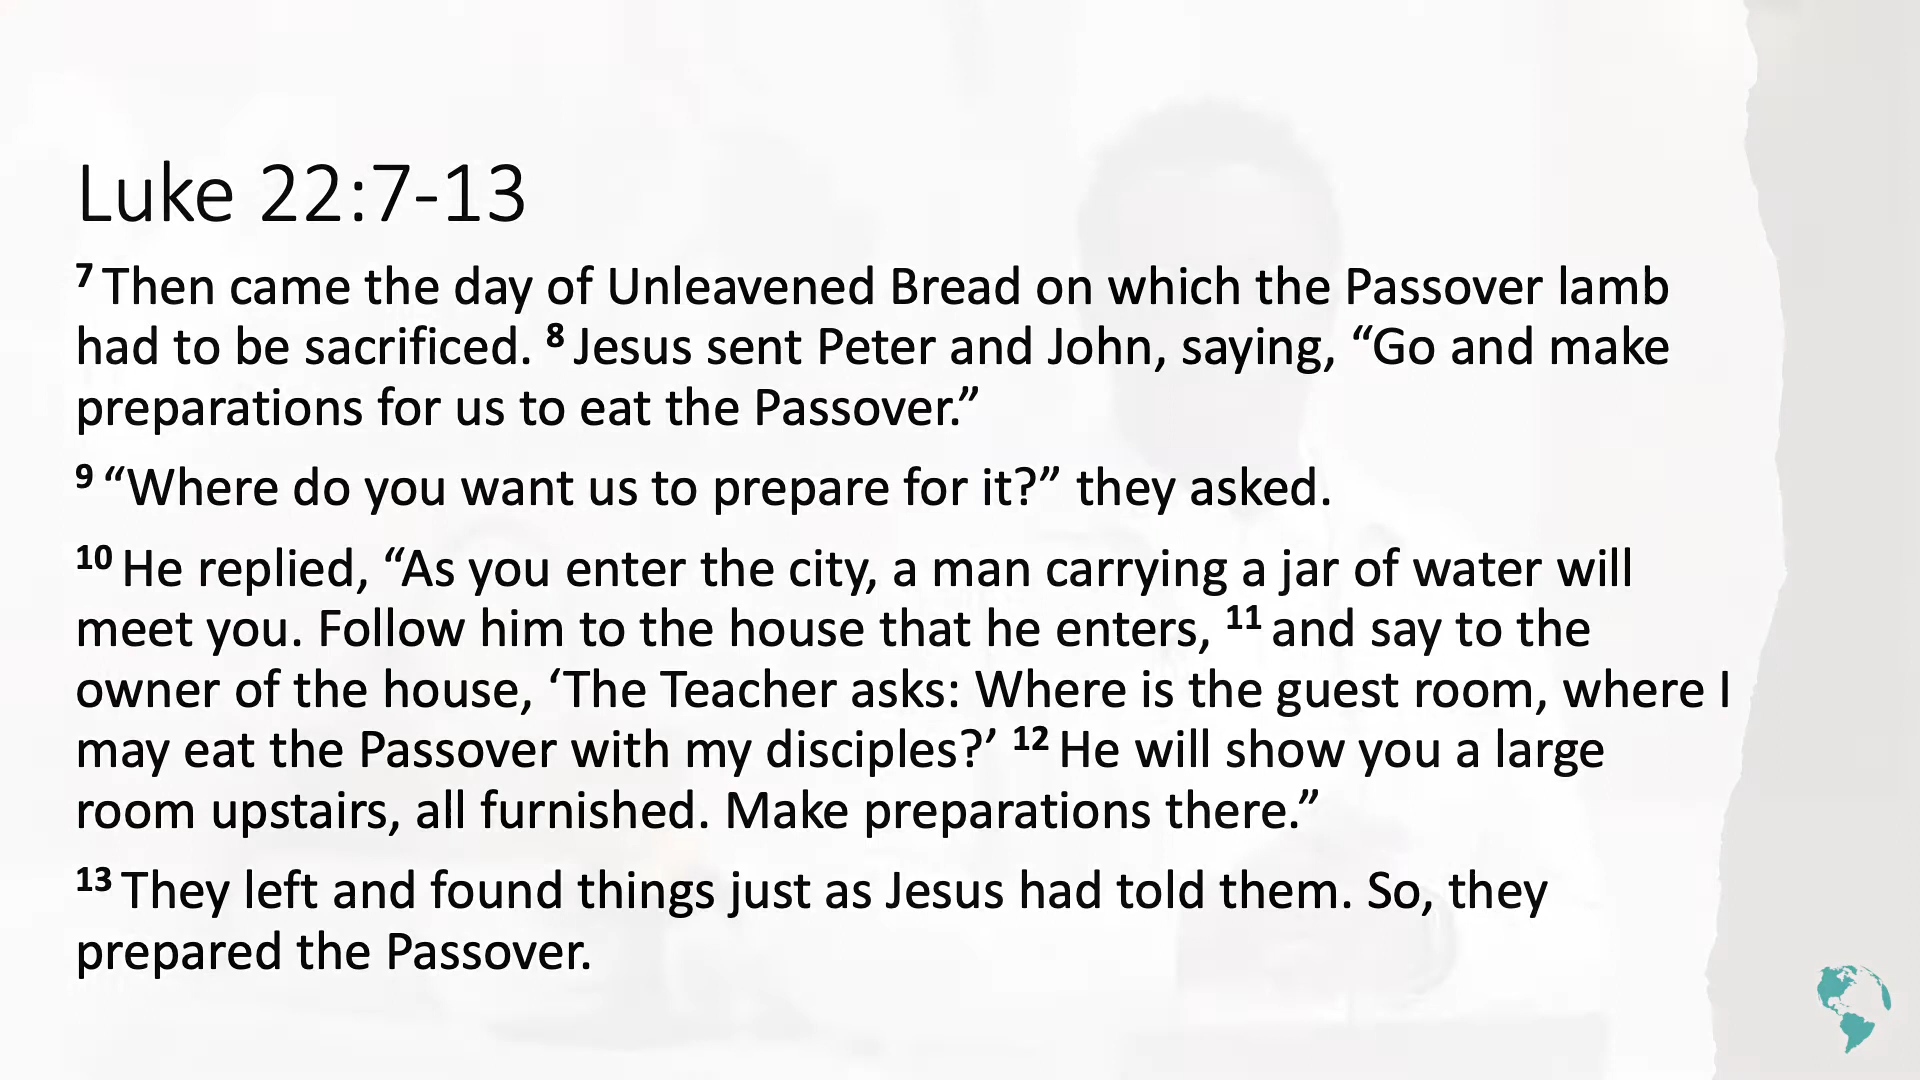 Luke 22:7-13
7 Then came the day of Unleavened Bread on which the Passover lamb
had to be sacrificed. 8 Jesus sent Peter and John, saying, “Go and make
preparations for us to eat the Passover.”
9 “Where do you want us to prepare for it?” they asked.
10 He replied, “As you enter the city, a man carrying a jar of water will
meet you. Follow him to the house that he enters, 11 and say to the
owner of the house, ‘The Teacher asks: Where is the guest room, where I
may eat the Passover with my disciples?’ 12 He will show you a large
room upstairs, all furnished. Make preparations there.”
13 They left and found things just as Jesus had told them. So, they
prepared the Passover.